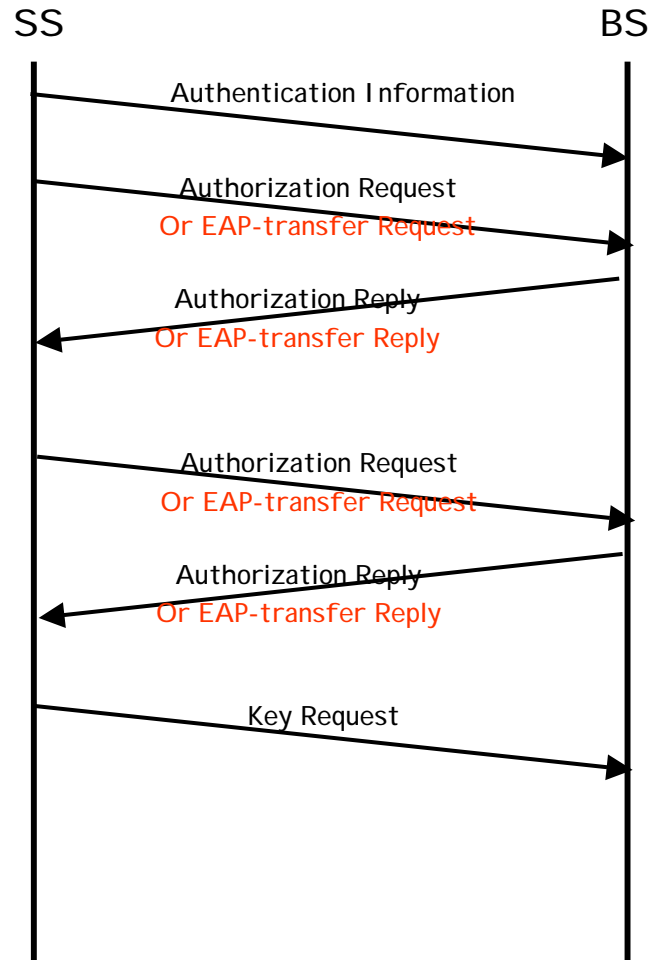 SS
BS
Authentication Information
Authorization Request
Or EAP-transfer Request
Authorization Reply
Or EAP-transfer Reply
Authorization Request
Or EAP-transfer Request
Authorization Reply
Or EAP-transfer Reply
Key Request